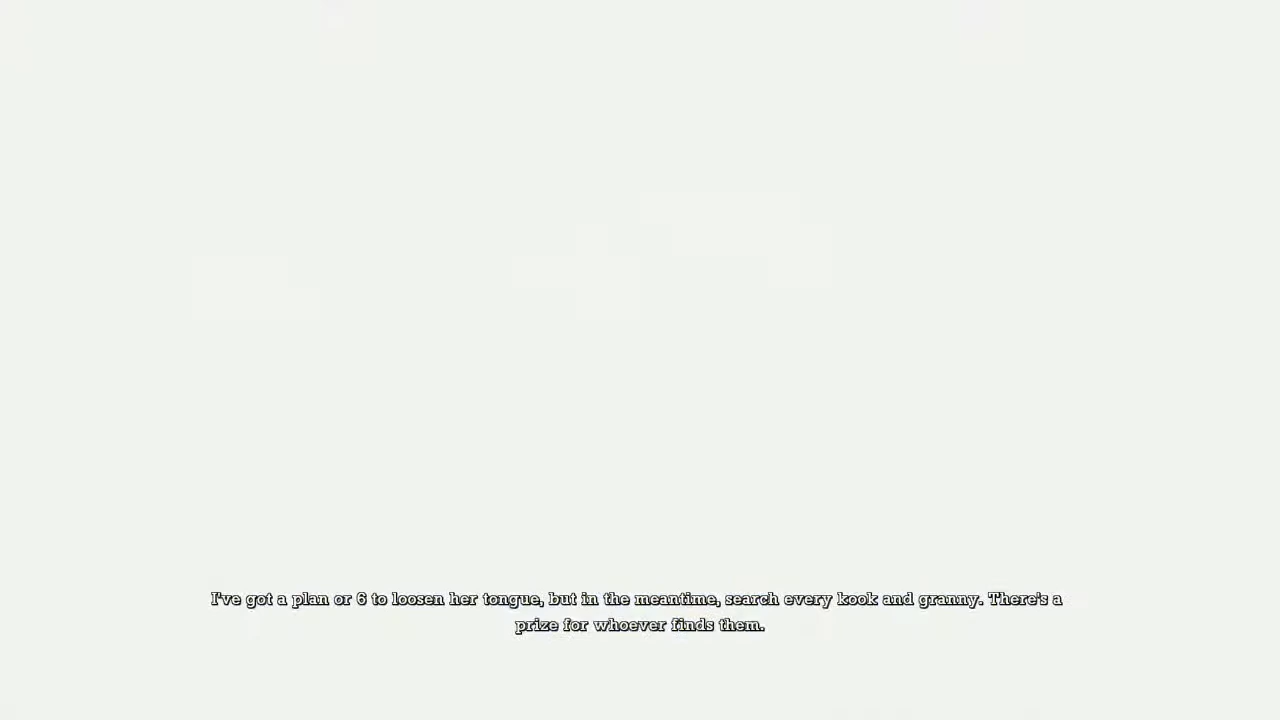 I've got a plan or 6 to loosen her tongue, but in the meantime, search every kook and granny. There's a
prize for whoever finds them.